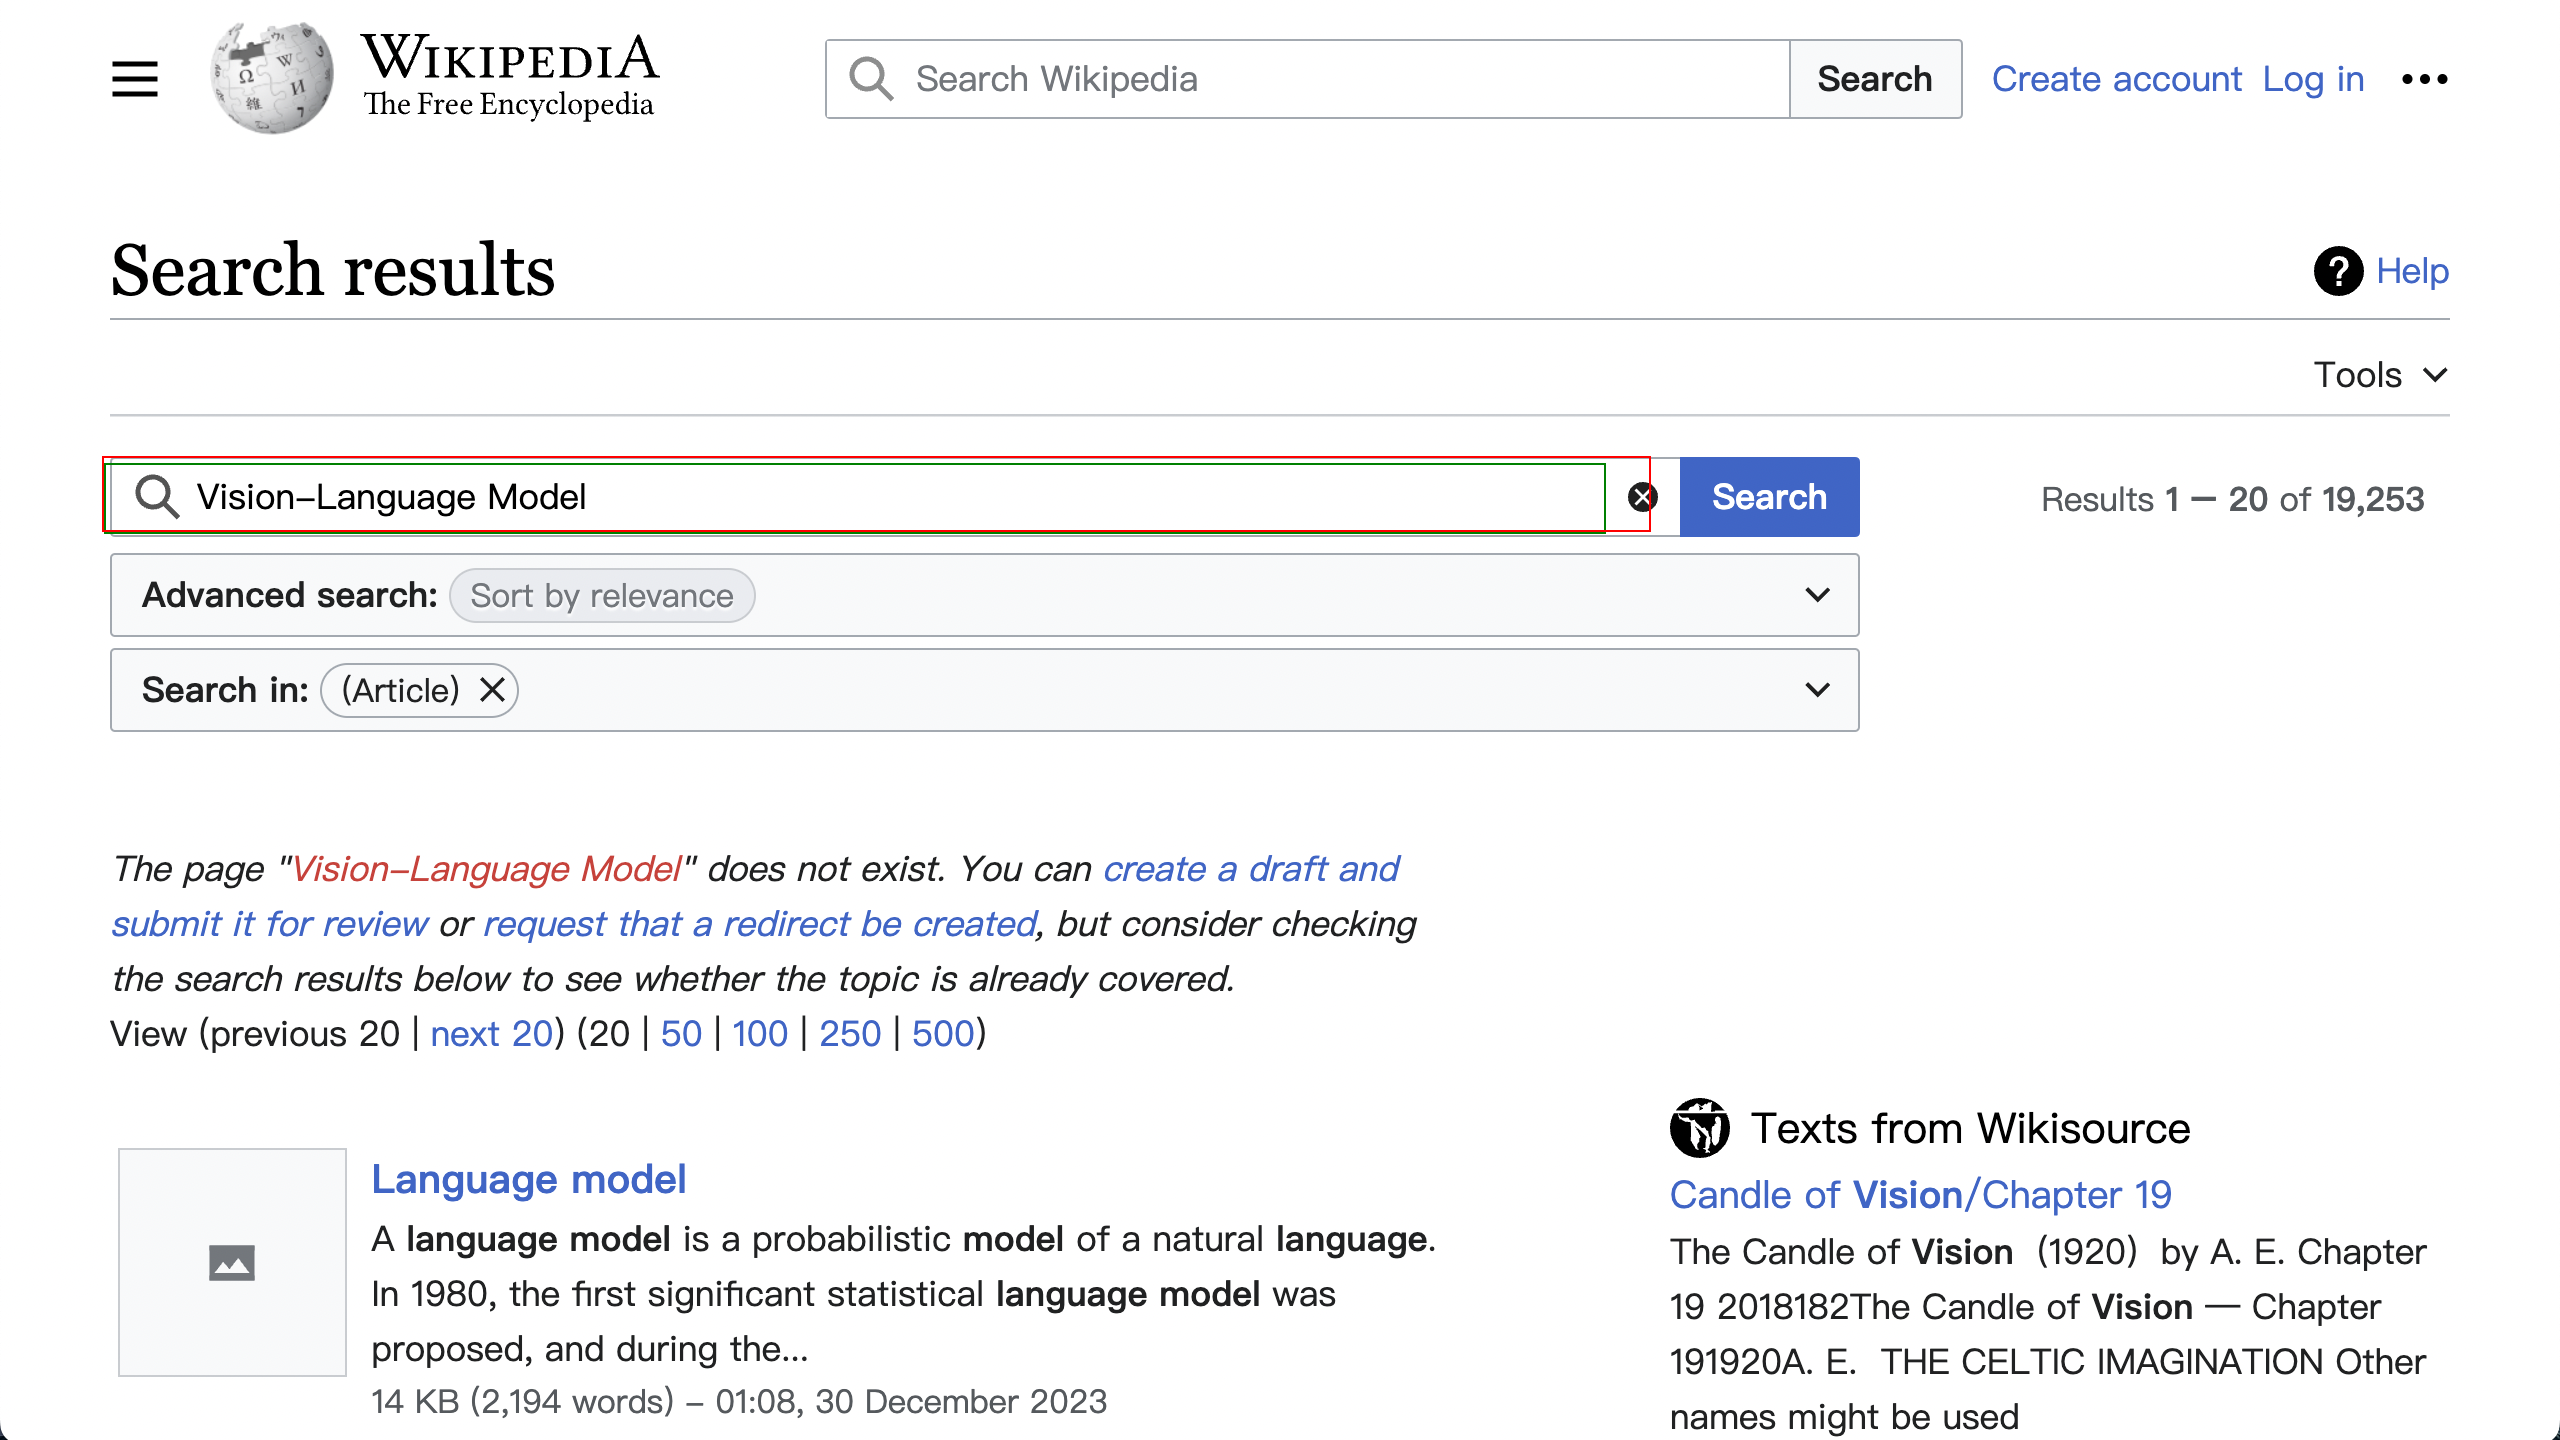 WIKIPEDIA
The Free Encyclopedia
Search Wikipedia
Search
Create account Log in
Search results
Help
Tools
Vision-Language Model
Search
Results 1 – 20 of 19,253
Advanced search: Sort by relevance
Search in: (Article)
The page "Vision-Language Model" does not exist. You can create a draft and
submit it for review or request that a redirect be created, but consider checking
the search results below to see whether the topic is already covered.
View (previous 20 | next 20) (20 | 50 | 100 | 250 | 500)
Language model
A language model is a probabilistic model of a natural language.
In 1980, the first significant statistical language model was
proposed, and during the...
14 KB (2,194 words) – 01:08, 30 December 2023
Texts from Wikisource
Candle of Vision/Chapter 19
The Candle of Vision (1920) by A. E. Chapter
19 2018182The Candle of Vision — Chapter
191920A. E. THE CELTIC IMAGINATION Other
names might be used